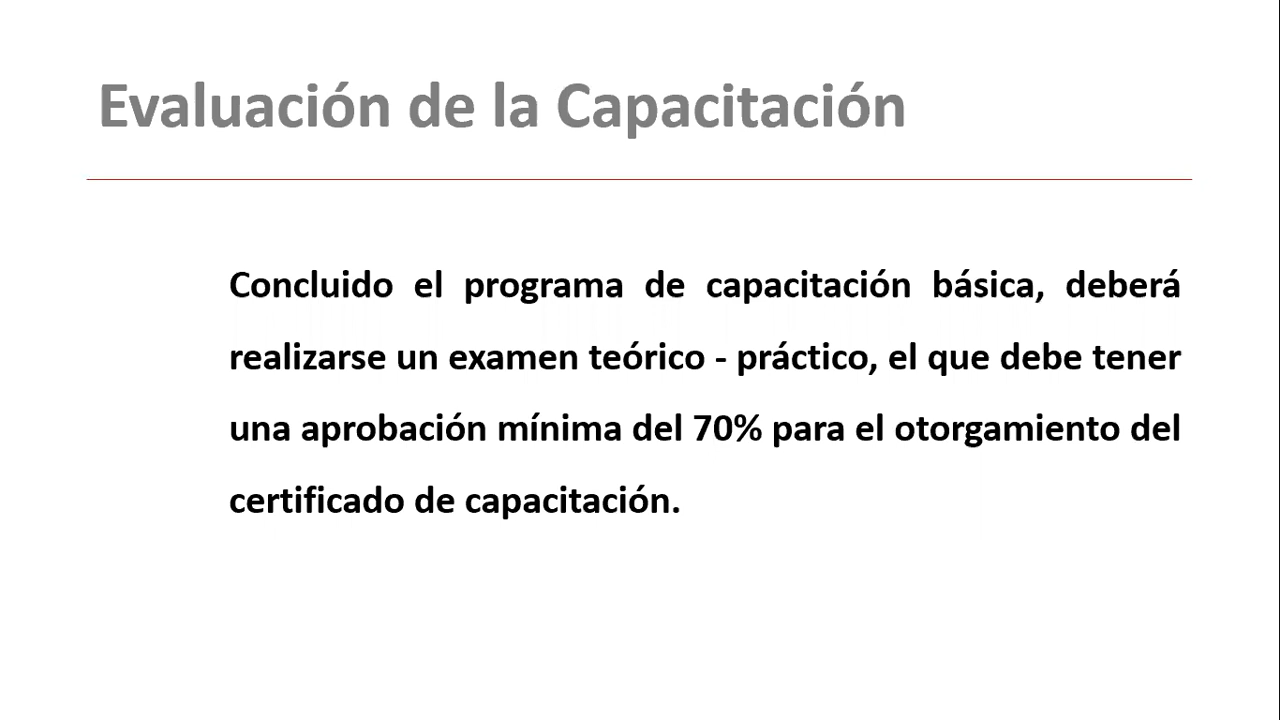 Evaluación de la Capacitación
Concluido el programa de capacitación básica, deberá
realizarse un examen teórico - práctico, el que debe tener
una aprobación mínima del 70% para el otorgamiento del
certificado de capacitación.